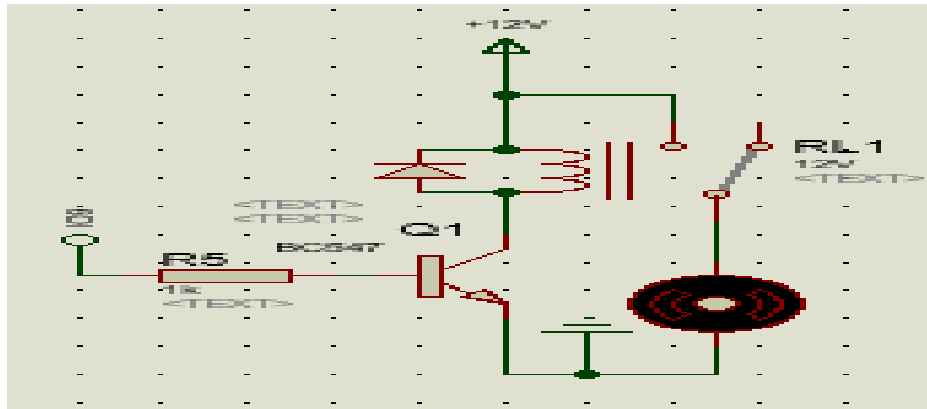 +12V
RL1
12V
<TEXT>
<TEXT>
<TEXT>
Q1
BC547
R5
1k
<TEXT>